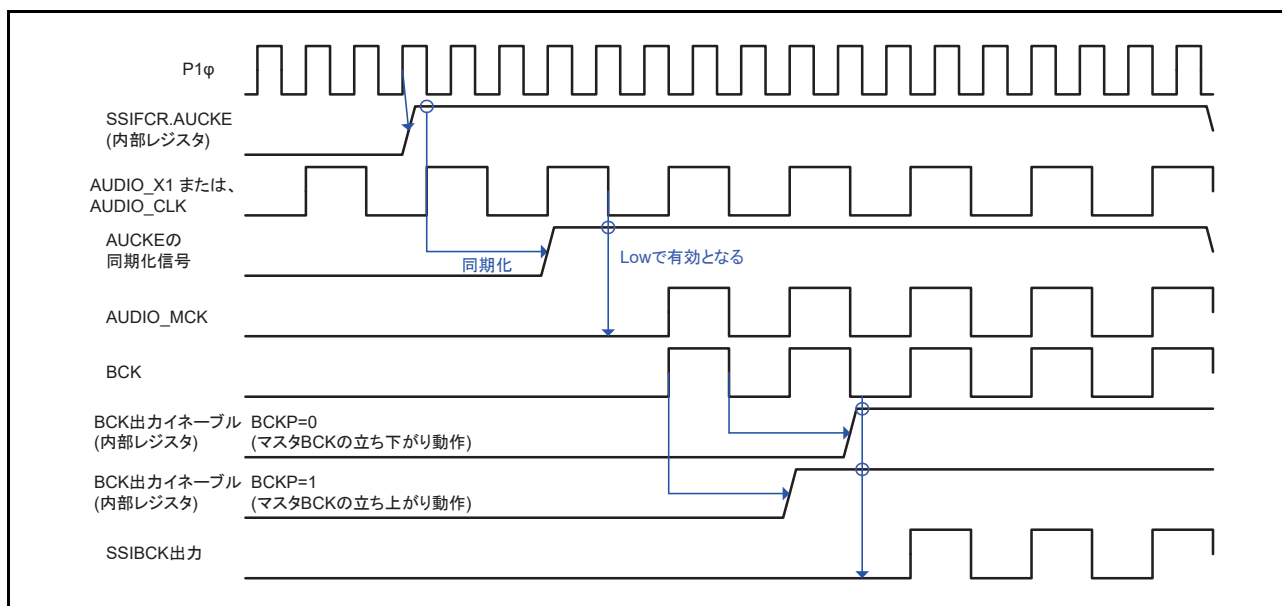 P1φ
SSIFCR.AUCKE
(内部レジスタ)
AUDIO_X1 または、
AUDIO_CLK
AUCKEの
同期化信号
同期化
Lowで有効となる
AUDIO_MCK
BCK
BCK出力イネーブル BCKP=0
(内部レジスタ) (マスタBCKの立ち下がり動作)
BCK出力イネーブル BCKP=1
(内部レジスタ) (マスタBCKの立ち上がり動作)
SSIBCK出力